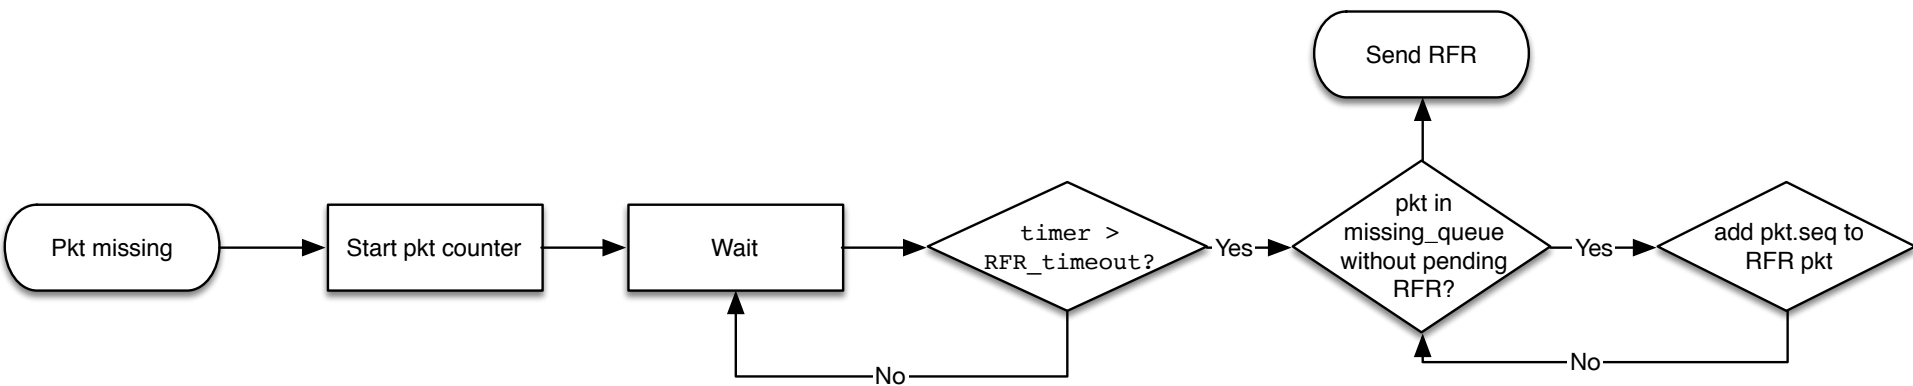 Send RFR
Pkt missing
Start pkt counter
Wait
timer >
RFR_timeout?
Yes
pkt in
missing_queue
without pending
RFR?
Yes
add pkt.seq to
RFR pkt
No
No